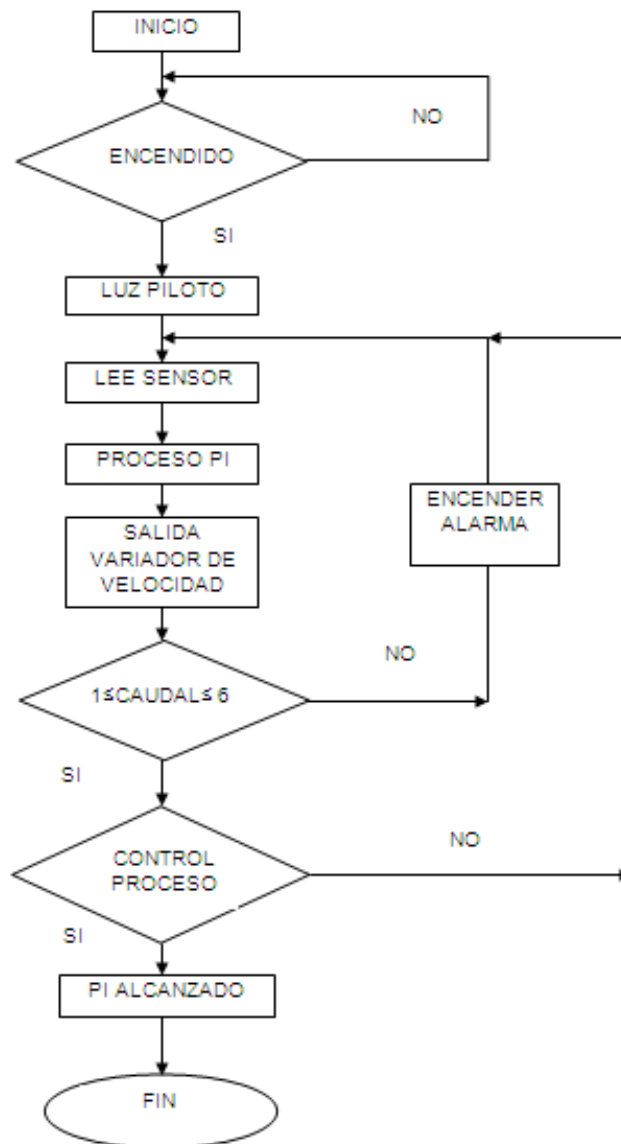 INICIO
NO
ENCENDIDO
SI
LUZ PILOTO
LEE SENSOR
PROCESO PI
ENCENDER
ALARMA
SALIDA
VARIADOR DE
VELOCIDAD
NO
1≤CAUDAL≤ 6
SI
NO
CONTROL
PROCESO
SI
PI ALCANZADO
FIN